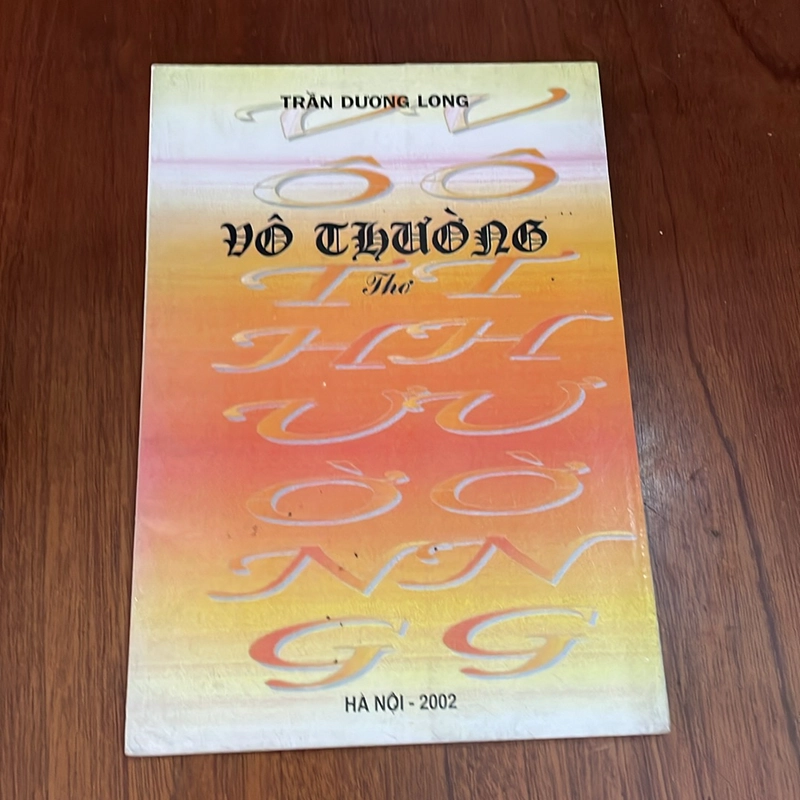 TRẦN DƯƠNG LONG
V V
Ô Ô
VÔ THƯỜNG
Thơ
T T
H H
Ư Ư
Ờ Ờ
N N
G G
HÀ NỘI - 2002